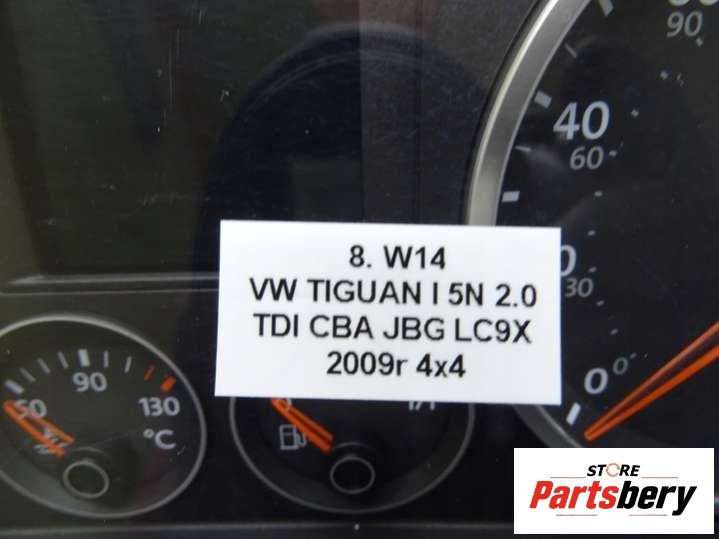 90
40
60
30
0
0
8. W14
VW TIGUAN I 5N 2.0
TDI CBA JBG LC9X
2009r 4x4
50
90
130
°C
1/1
STORE
Partsbery